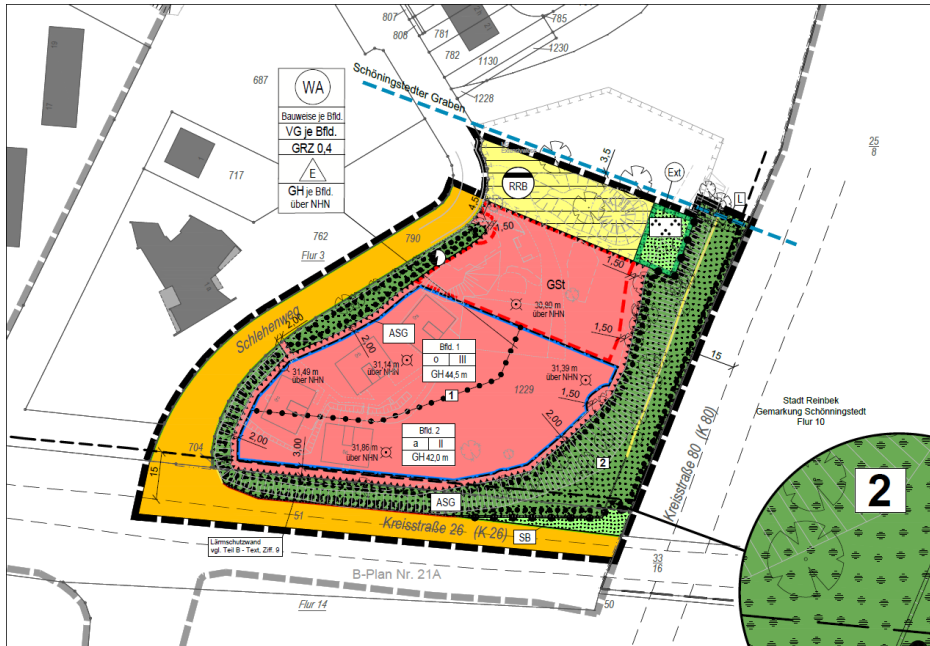 807
808
781
782
785
1230
1130
1228
687
Schöningstedter Graben
WA
Bauweise je Bfld.
VG je Bfld.
GRZ 0,4
E
GH je Bfld.
über NHN
717
762
Flur 3
790
4,5
1,50
RRB
3,5
Ext
L
25
8
GSt
1,50
30,80 m
über NHN
1,50
Schlehenweg
2,00
ASG
2,00
31,49 m
über NHN
31,14 m
über NHN
Bfld. 1
o III
GH 44,5 m
31,39 m
über NHN
1,50
1229
1
15
Stadt Reinbek
Gemarkung Schönningstedt
Flur 10
Kreisstraße 80 (K 80)
2,00
Bfld. 2
a II
GH 42,0 m
31,86 m
über NHN
2,00
3,00
704
15
2
2
ASG
51
Kreisstraße 26 (K 26)
SB
Lärmschutzwand
vgl. Teil B - Text, Ziff. 9
B-Plan Nr. 21A
33
16
Flur 14
50